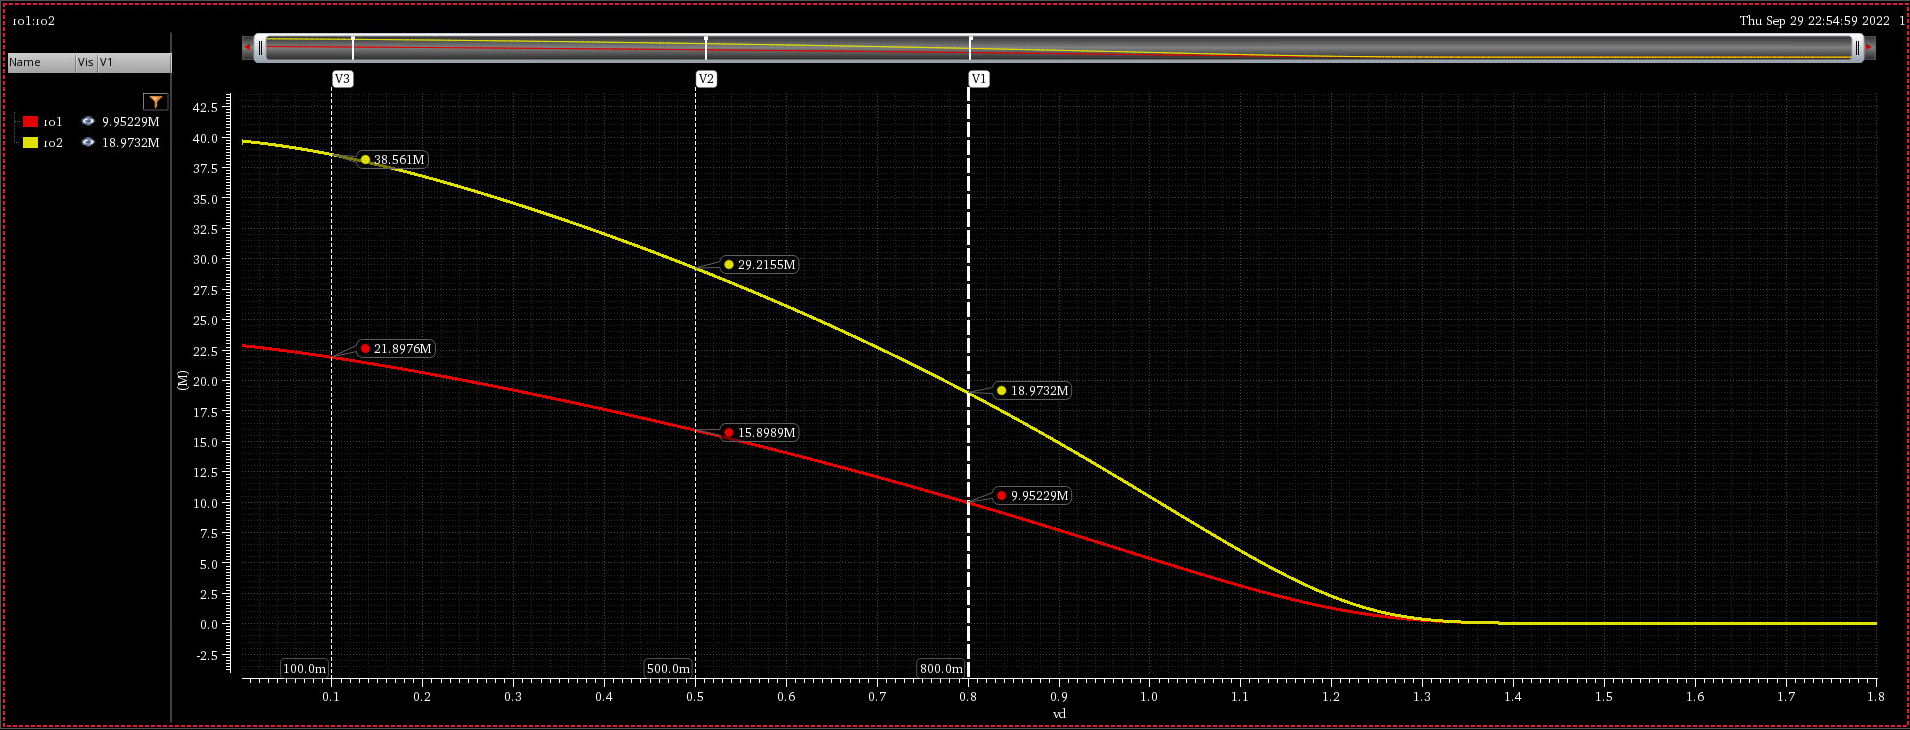 ro1:ro2
Thu Sep 29 22:54:59 2022 1
Name Vis V1
ro1 9.95229M
ro2 18.9732M
V3 V2 V1
42.5
40.0
38.561M
37.5
35.0
32.5
30.0
29.2155M
27.5
25.0
22.5
21.8976M
(M)
20.0
18.9732M
17.5
15.8989M
15.0
12.5
10.0
9.95229M
7.5
5.0
2.5
0.0
-2.5
100.0m 500.0m 800.0m
0.1 0.2 0.3 0.4 0.5 0.6 0.7 0.8 0.9 1.0 1.1 1.2 1.3 1.4 1.5 1.6 1.7 1.8
vd